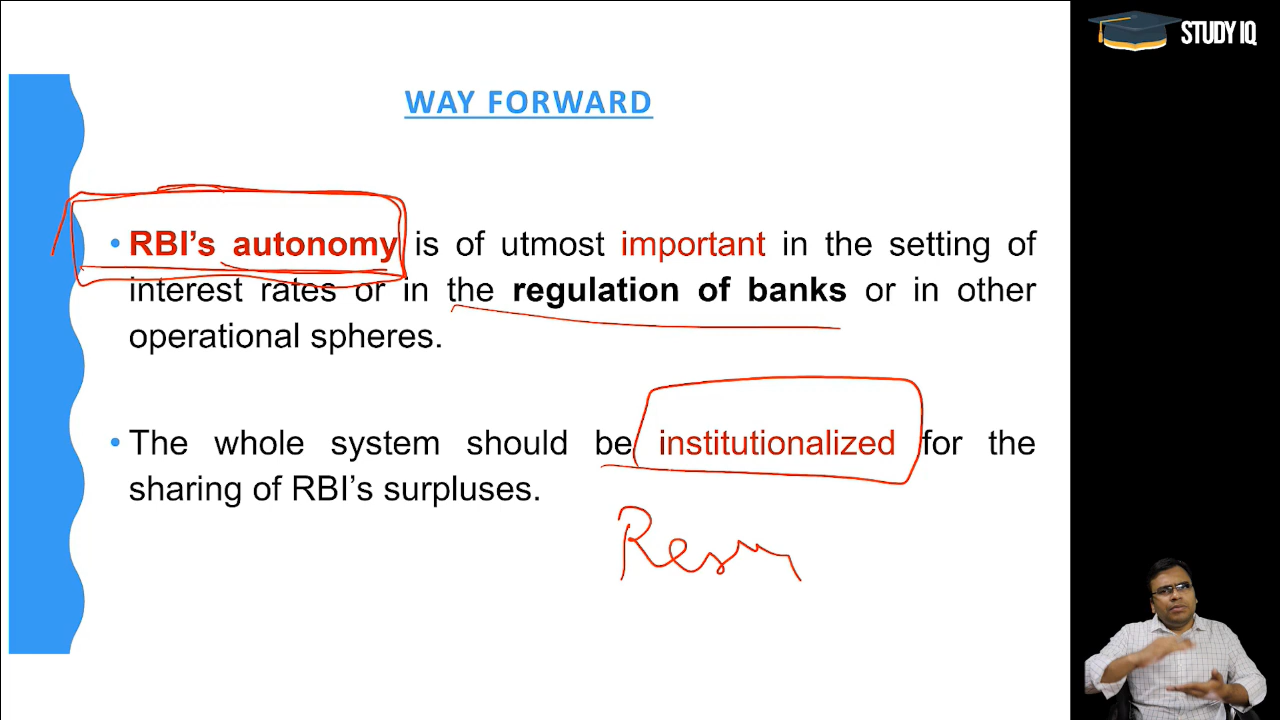 STUDY IQ
WAY FORWARD
• RBI's autonomy is of utmost important in the setting of
interest rates or in the regulation of banks or in other
operational spheres.
• The whole system should be institutionalized for the
sharing of RBI's surpluses.